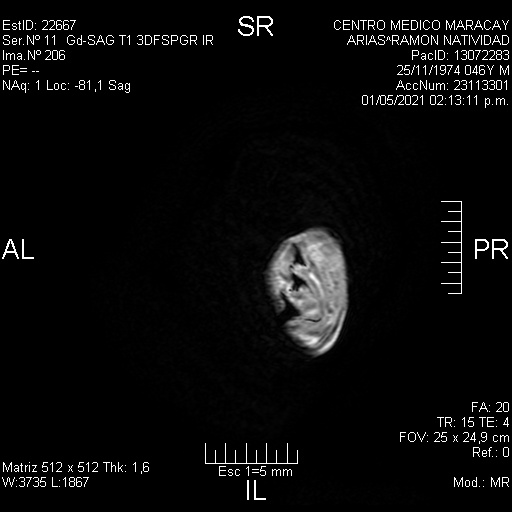 EstID: 22667
Ser.Nº 11 Gd-SAG T1 3DFSPGR IR
Ima.Nº 206
PE= --
NAq: 1 Loc: -81,1 Sag
SR
CENTRO MEDICO MARACAY
ARIAS^RAMON NATIVIDAD
PacID: 13072283
25/11/1974 046Y M
AccNum: 23113301
01/05/2021 02:13:11 p.m.
AL
PR
FA: 20
TR: 15 TE: 4
FOV: 25 x 24,9 cm
Ref.: 0
Mod.: MR
Matriz 512 x 512 Thk: 1,6
W:3735 L:1867
Esc 1=5 mm
IL